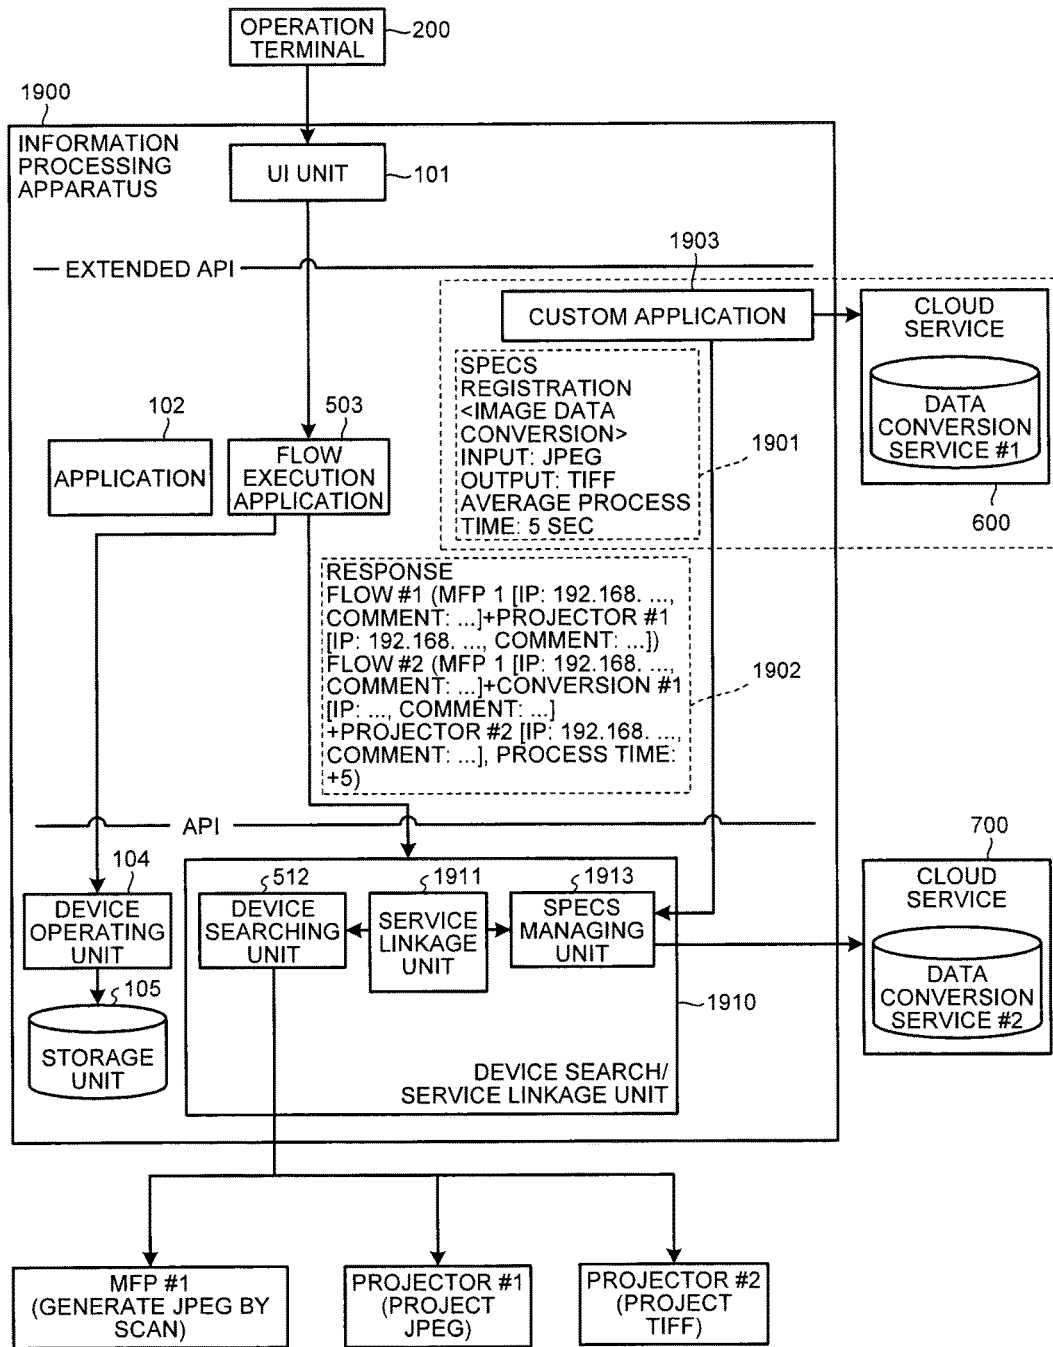 OPERATION
TERMINAL
200
1900
INFORMATION
PROCESSING
APPARATUS
UI UNIT
101
EXTENDED API
1903
CUSTOM APPLICATION
CLOUD
SERVICE
DATA
CONVERSION
SERVICE #1
600
SPECS
REGISTRATION
<IMAGE DATA
CONVERSION>
INPUT: JPEG
OUTPUT: TIFF
AVERAGE PROCESS
TIME: 5 SEC
1901
102
APPLICATION
503
FLOW
EXECUTION
APPLICATION
RESPONSE
FLOW #1 (MFP 1 [IP: 192.168. ...,
COMMENT: ...]+PROJECTOR #1
[IP: 192.168. ..., COMMENT: ...])
FLOW #2 (MFP 1 [IP: 192.168. ...,
COMMENT: ...]+CONVERSION #1
[IP: ..., COMMENT: ...]
+PROJECTOR #2 [IP: 192.168. ...,
COMMENT: ...], PROCESS TIME:
+5)
1902
API
104
DEVICE
OPERATING
UNIT
105
STORAGE
UNIT
512
DEVICE
SEARCHING
UNIT
1911
SERVICE
LINKAGE
UNIT
1913
SPECS
MANAGING
UNIT
1910
DEVICE SEARCH/
SERVICE LINKAGE UNIT
700
CLOUD
SERVICE
DATA
CONVERSION
SERVICE #2
MFP #1
(GENERATE JPEG BY
SCAN)
PROJECTOR #1
(PROJECT
JPEG)
PROJECTOR #2
(PROJECT
TIFF)